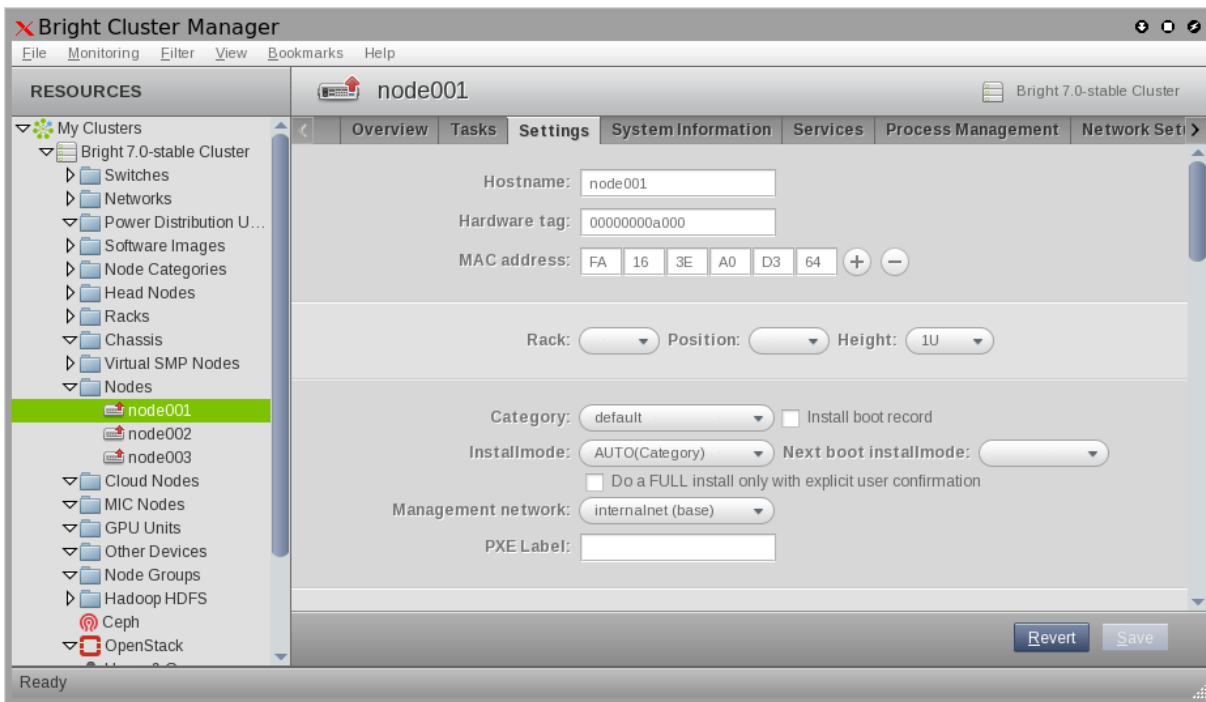 Bright Cluster Manager
File Monitoring Filter View Bookmarks Help
RESOURCES
node001
Bright 7.0-stable Cluster
My Clusters
Bright 7.0-stable Cluster
Switches
Networks
Power Distribution U...
Software Images
Node Categories
Head Nodes
Racks
Chassis
Virtual SMP Nodes
Nodes
node001
node002
node003
Cloud Nodes
MIC Nodes
GPU Units
Other Devices
Node Groups
Hadoop HDFS
Ceph
OpenStack
Overview Tasks Settings System Information Services Process Management Network
Hostname: node001
Hardware tag: 00000000a000
MAC address: FA 16 3E A0 D3 64 + −
Rack: Position: Height: 1U
Category: default Install boot record
Installmode: AUTO(Category) Next boot installmode:
Do a FULL install only with explicit user confirmation
Management network: internalnet (base)
PXE Label:
Revert Save
Ready